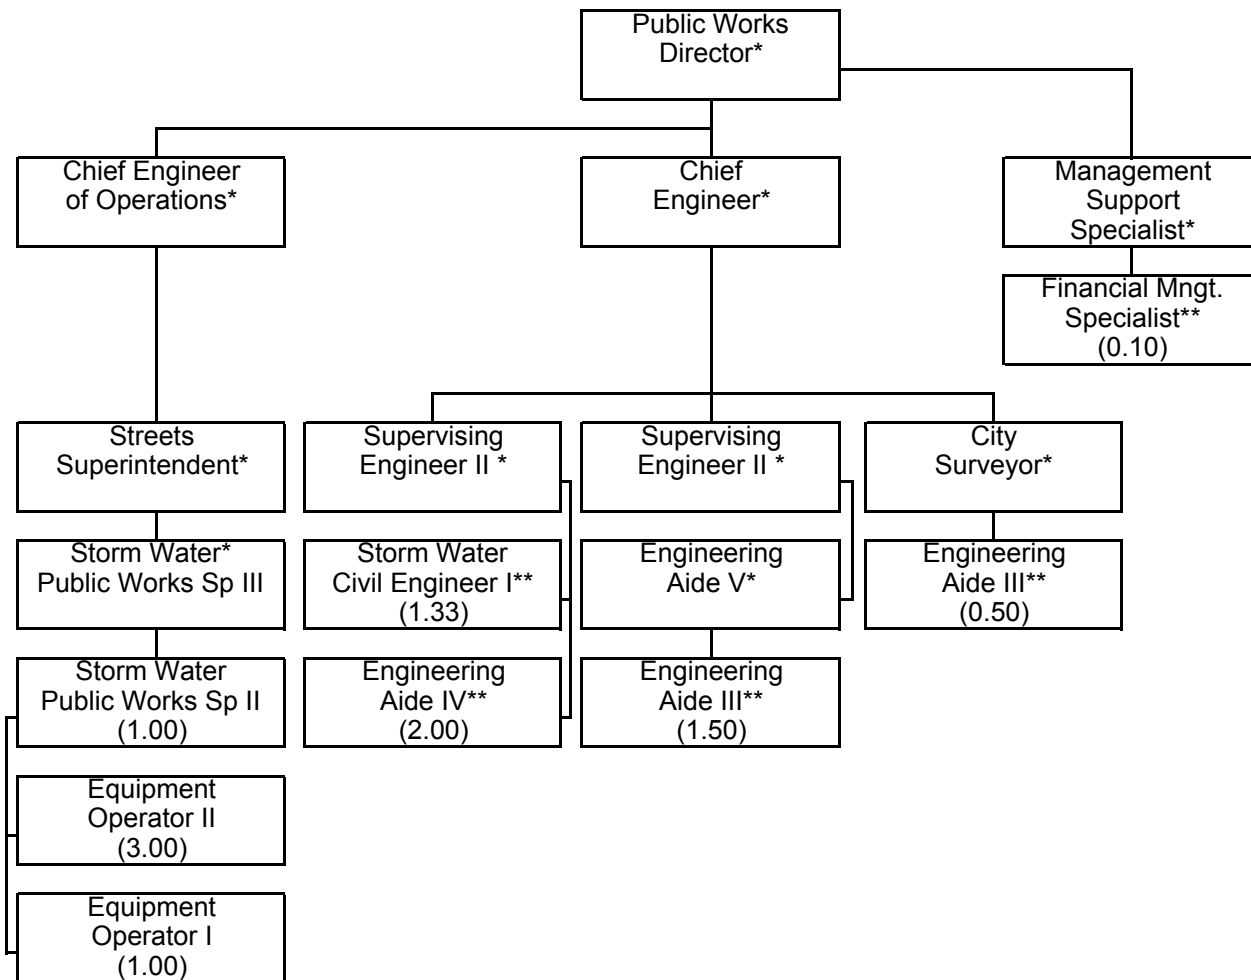 Public Works
Director*
Chief Engineer
of Operations*
Chief
Engineer*
Management
Support
Specialist*
Financial Mngt.
Specialist**
(0.10)
Streets
Superintendent*
Supervising
Engineer II *
Supervising
Engineer II *
City
Surveyor*
Storm Water*
Public Works Sp III
Storm Water
Civil Engineer I**
(1.33)
Engineering
Aide V*
Engineering
Aide III**
(0.50)
Storm Water
Public Works Sp II
(1.00)
Engineering
Aide IV**
(2.00)
Engineering
Aide III**
(1.50)
Equipment
Operator II
(3.00)
Equipment
Operator I
(1.00)